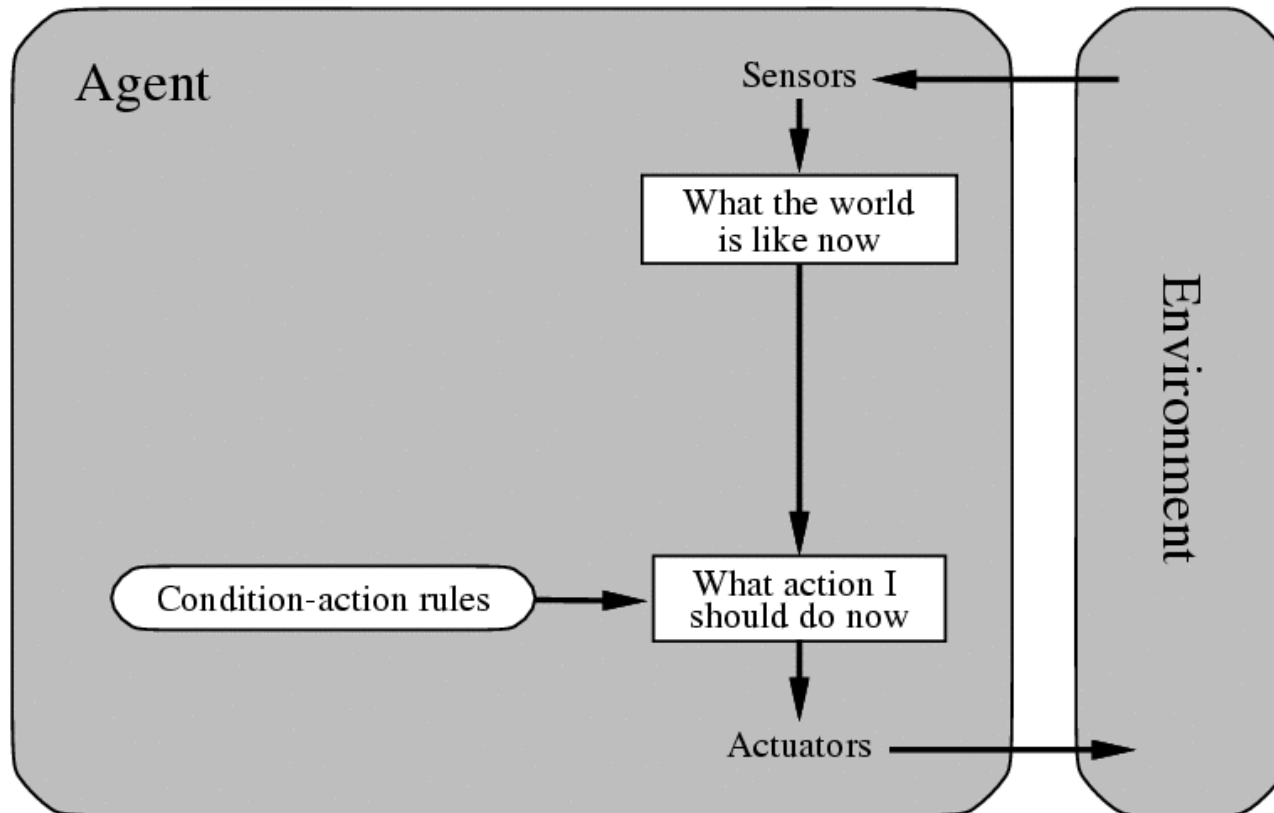 Agent
Sensors
What the world
is like now
Environment
Condition-action rules
What action I
should do now
Actuators